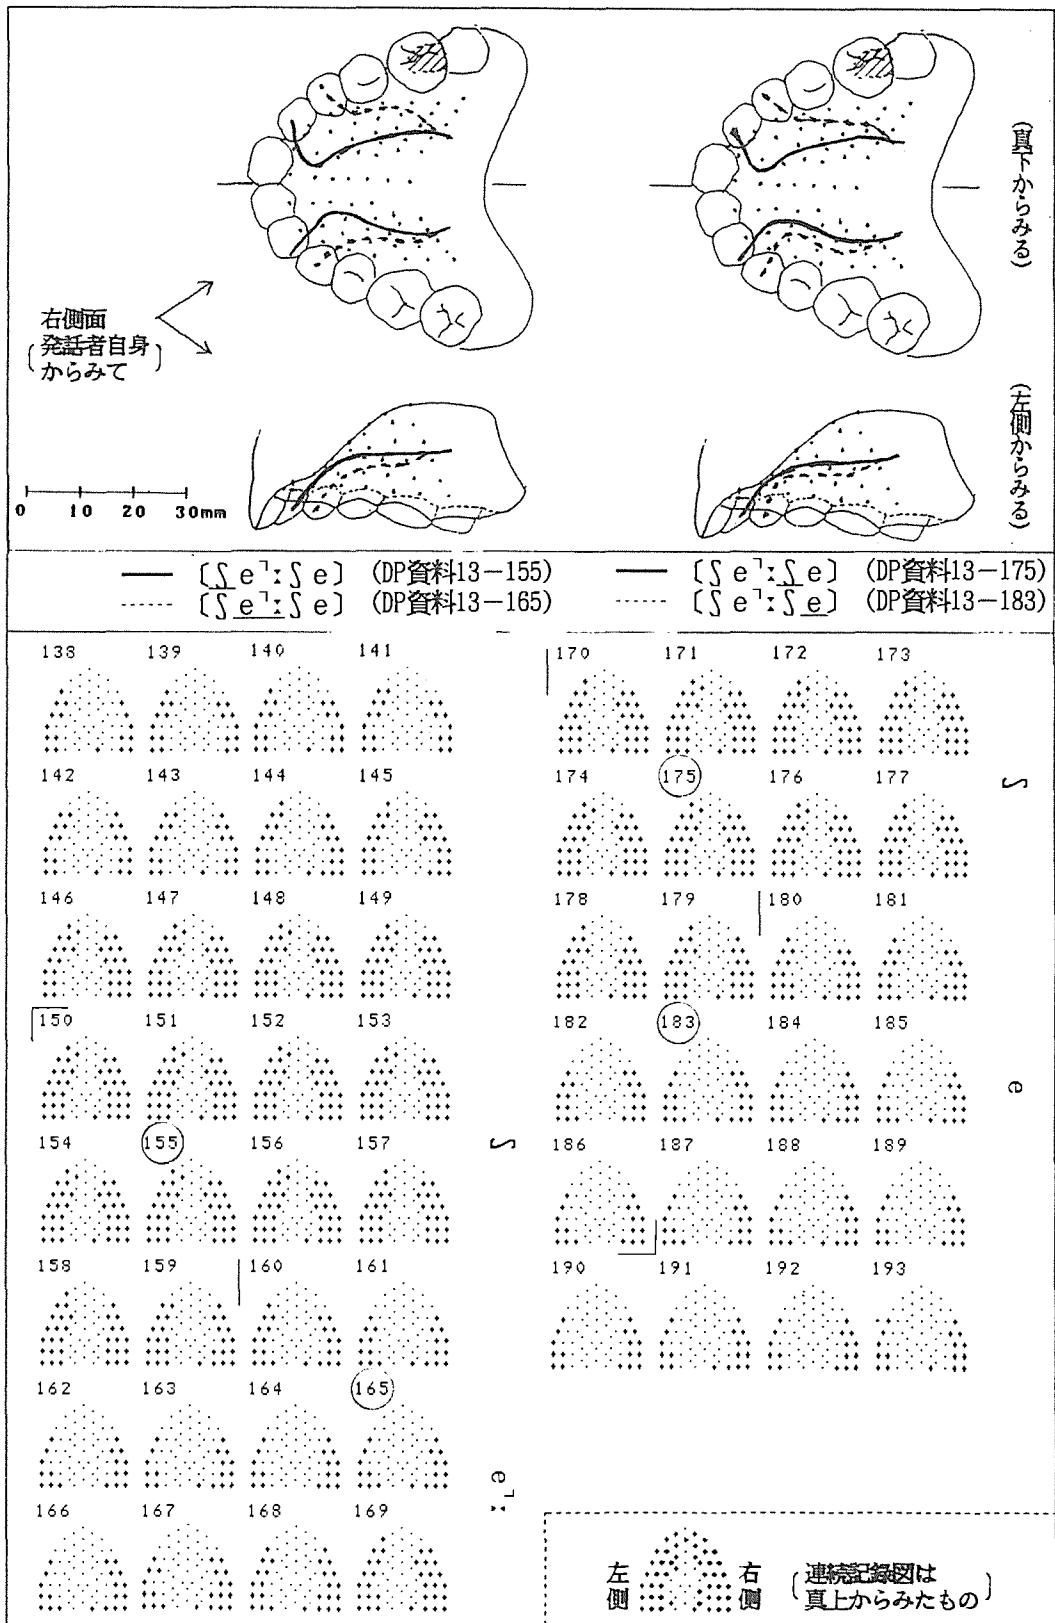 (真下からみる)
右側面
(発話者自身
からみて)
(左側からみる)
0 10 20 30mm
〔ʃe˥ːʃe〕 (DP資料13-155)
〔ʃe˥ːʃe〕 (DP資料13-165)
〔ʃe˥ːʃe〕 (DP資料13-175)
〔ʃe˥ːʃe〕 (DP資料13-183)
138 139 140 141
142 143 144 145
146 147 148 149
150 151 152 153
154 155 156 157
ʃ
158 159 160 161
162 163 164 165
e˥ː
166 167 168 169
170 171 172 173
174 175 176 177
ʃ
178 179 180 181
182 183 184 185
e
186 187 188 189
190 191 192 193
左側
右側
(連続記録図は
真上からみたもの)